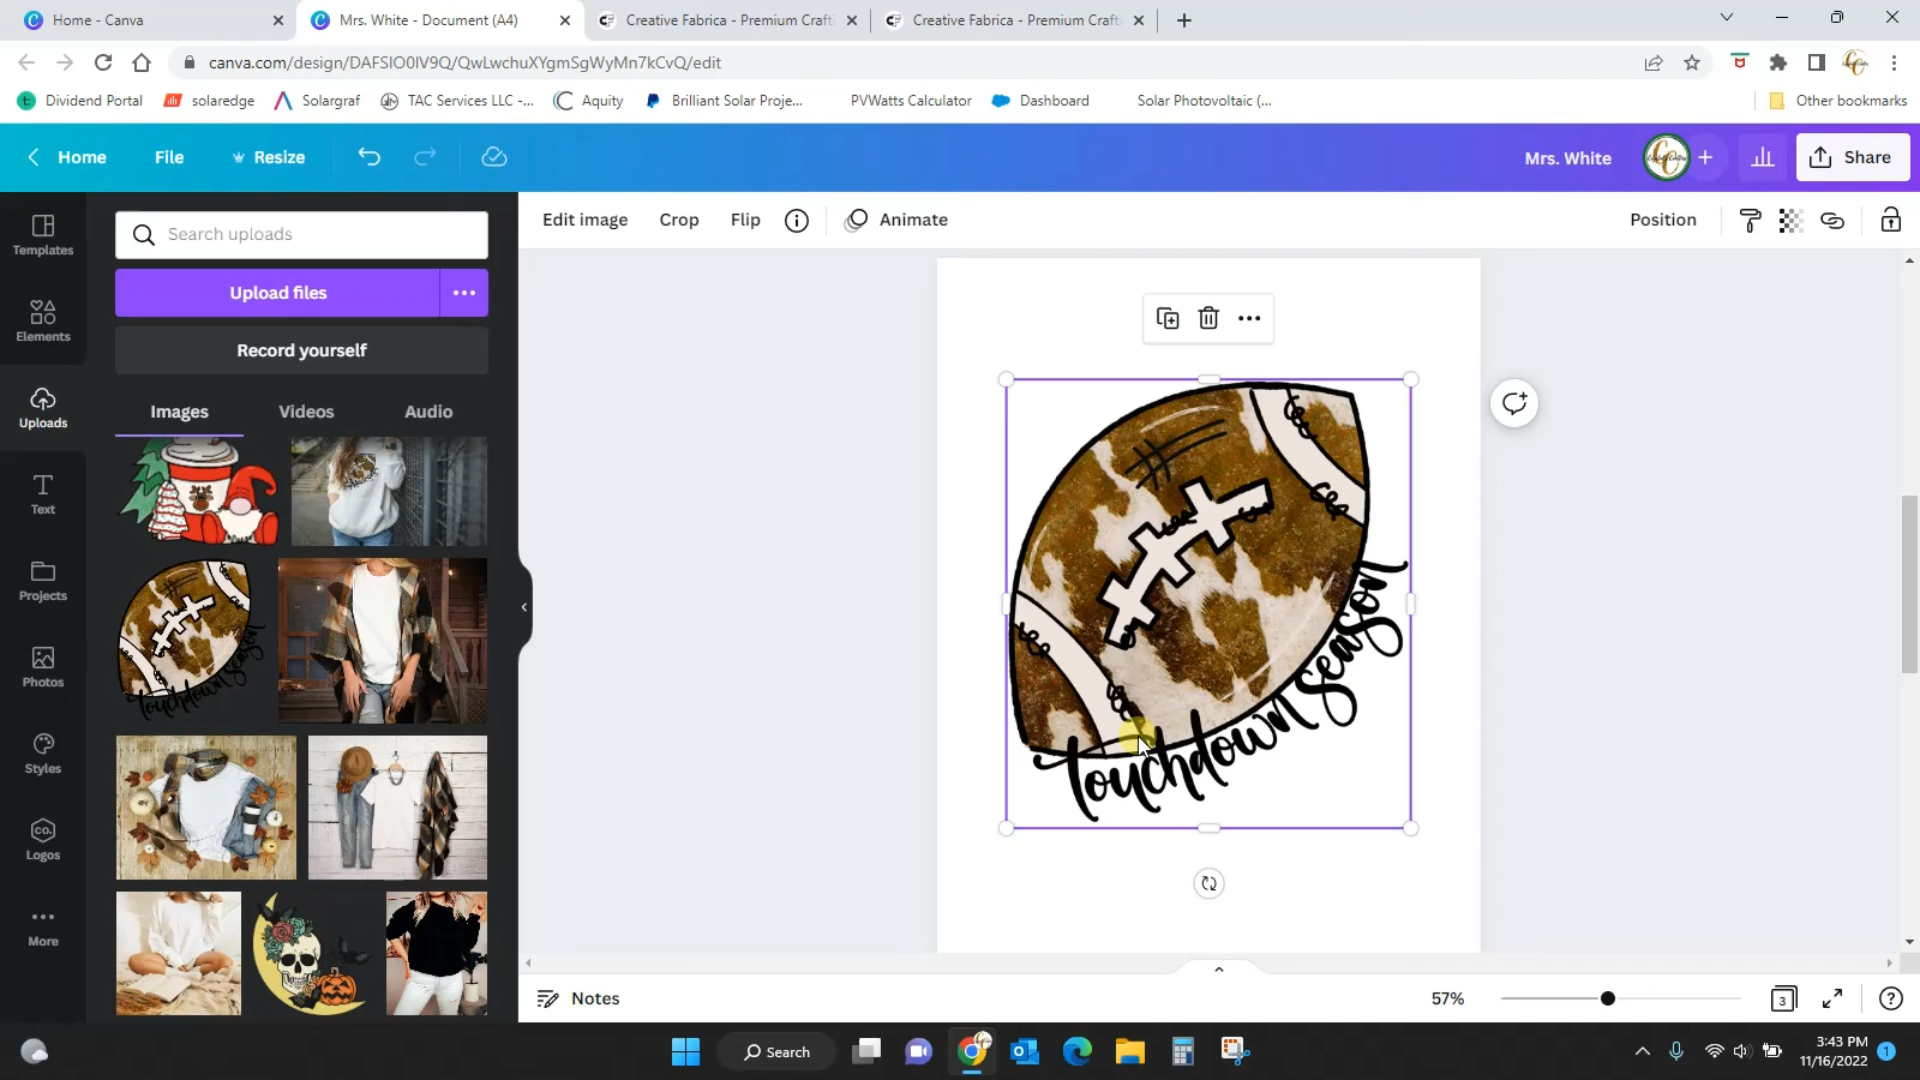 Home - Canva
Mrs. White - Document (A4)
Creative Fabrica - Premium Craft
Creative Fabrica - Premium Craft
canva.com/design/DAFSIO0IV9Q/QwLwchuXYgmSgWyMn7kCvQ/edit
Dividend Portal
solaredge
Solargraf
TAC Services LLC -...
Aquity
Brilliant Solar Proje...
PVWatts Calculator
Dashboard
Solar Photovoltaic (...
Other bookmarks
Home
File
Resize
Mrs. White
Share
Templates
Elements
Uploads
Text
Projects
Photos
Styles
Logos
More
Search uploads
Upload files
Record yourself
Images
Videos
Audio
touchdown season
Edit image
Crop
Flip
Animate
Position
touchdown season
Notes
57%
3
Search
3:43 PM
11/16/2022
1